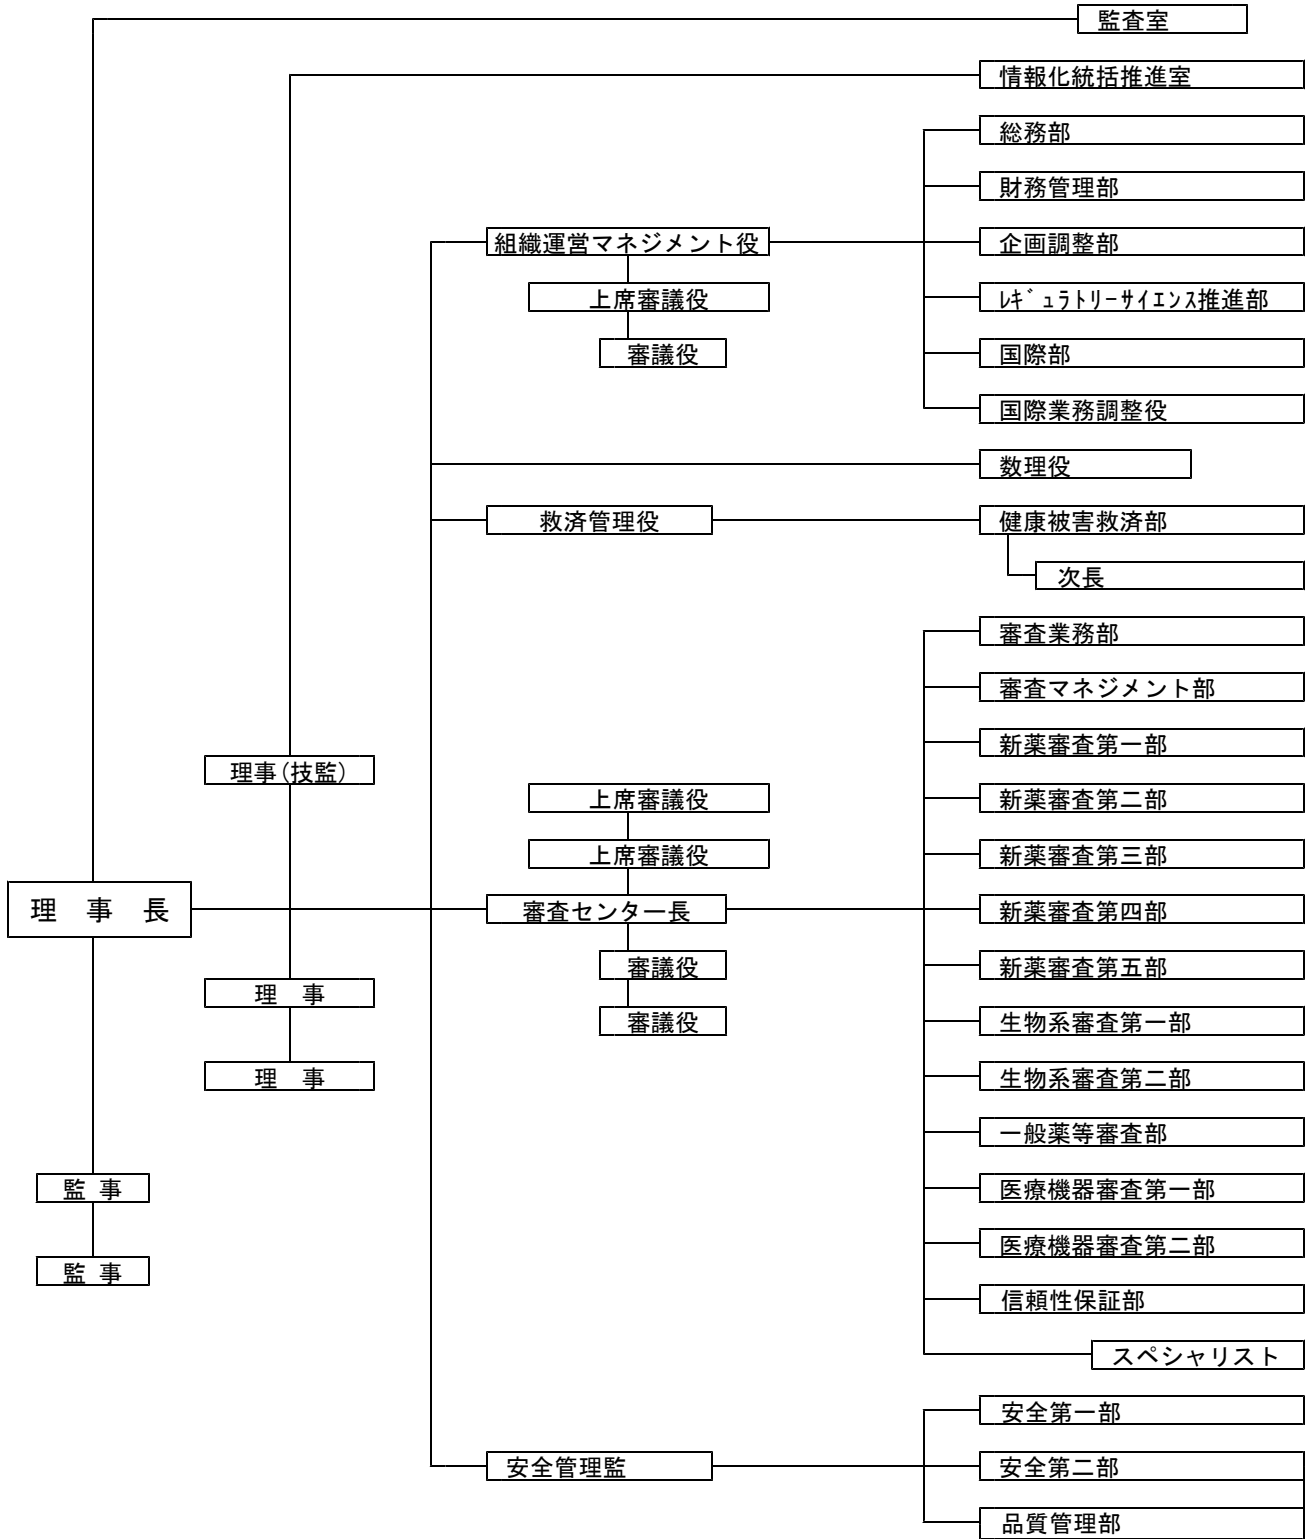 監査室
情報化統括推進室
総務部
財務管理部
組織運営マネジメント役
企画調整部
上席審議役
ﾚｷﾞｭﾗﾄﾘｰｻｲｴﾝｽ推進部
審議役
国際部
国際業務調整役
数理役
救済管理役
健康被害救済部
次長
審査業務部
審査マネジメント部
新薬審査第一部
理事(技監)
上席審議役
新薬審査第二部
上席審議役
新薬審査第三部
理　事　長
審査センター長
新薬審査第四部
審議役
新薬審査第五部
理　事
審議役
生物系審査第一部
理　事
生物系審査第二部
一般薬等審査部
監 事
医療機器審査第一部
医療機器審査第二部
監 事
信頼性保証部
スペシャリスト
安全第一部
安全管理監
安全第二部
品質管理部